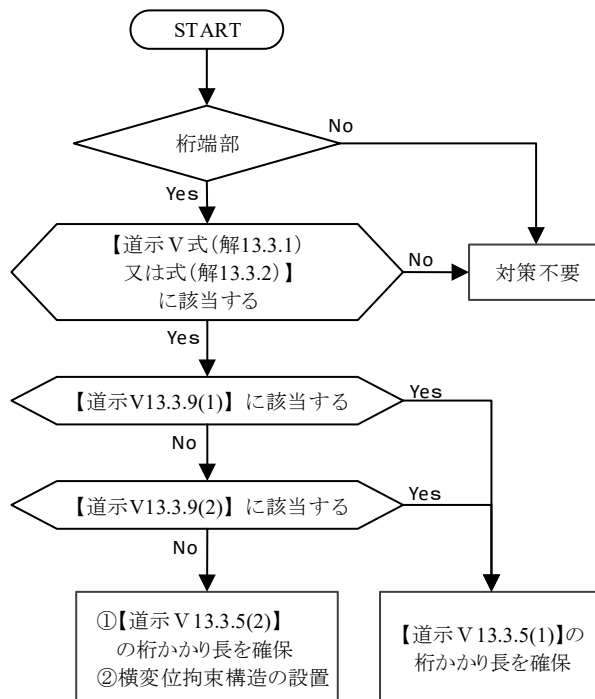 START
桁端部
No
Yes
【道示Ⅴ式(解13.3.1)
又は式(解13.3.2)】
に該当する
No
対策不要
Yes
【道示V13.3.9(1)】に該当する
Yes
No
【道示V13.3.9(2)】に該当する
Yes
No
①【道示Ⅴ13.3.5(2)】
の桁かかり長を確保
②横変位拘束構造の設置
【道示Ⅴ13.3.5(1)】の
桁かかり長を確保